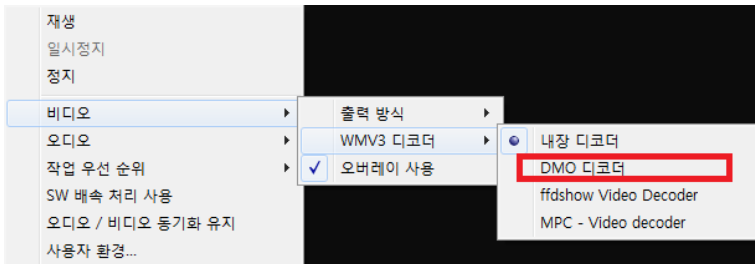 재생
일시정지
정지
비디오
오디오
작업 우선 순위
SW 배속 처리 사용
오디오 / 비디오 동기화 유지
사용자 환경...
출력 방식
WMV3 디코더
오버레이 사용
내장 디코더
DMO 디코더
ffdshow Video Decoder
MPC - Video decoder